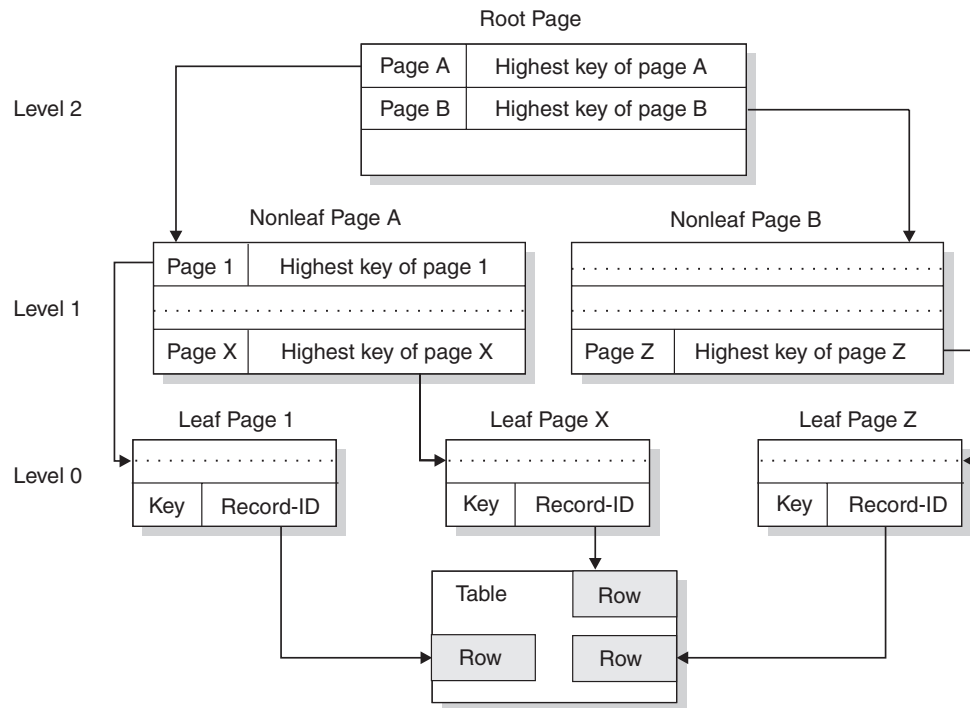 Root Page
Level 2
Page A Highest key of page A
Page B Highest key of page B
Nonleaf Page A
Nonleaf Page B
Level 1
Page 1 Highest key of page 1
Page X Highest key of page X
Page Z Highest key of page Z
Leaf Page 1
Leaf Page X
Leaf Page Z
Level 0
Key Record-ID
Key Record-ID
Key Record-ID
Table
Row
Row
Row